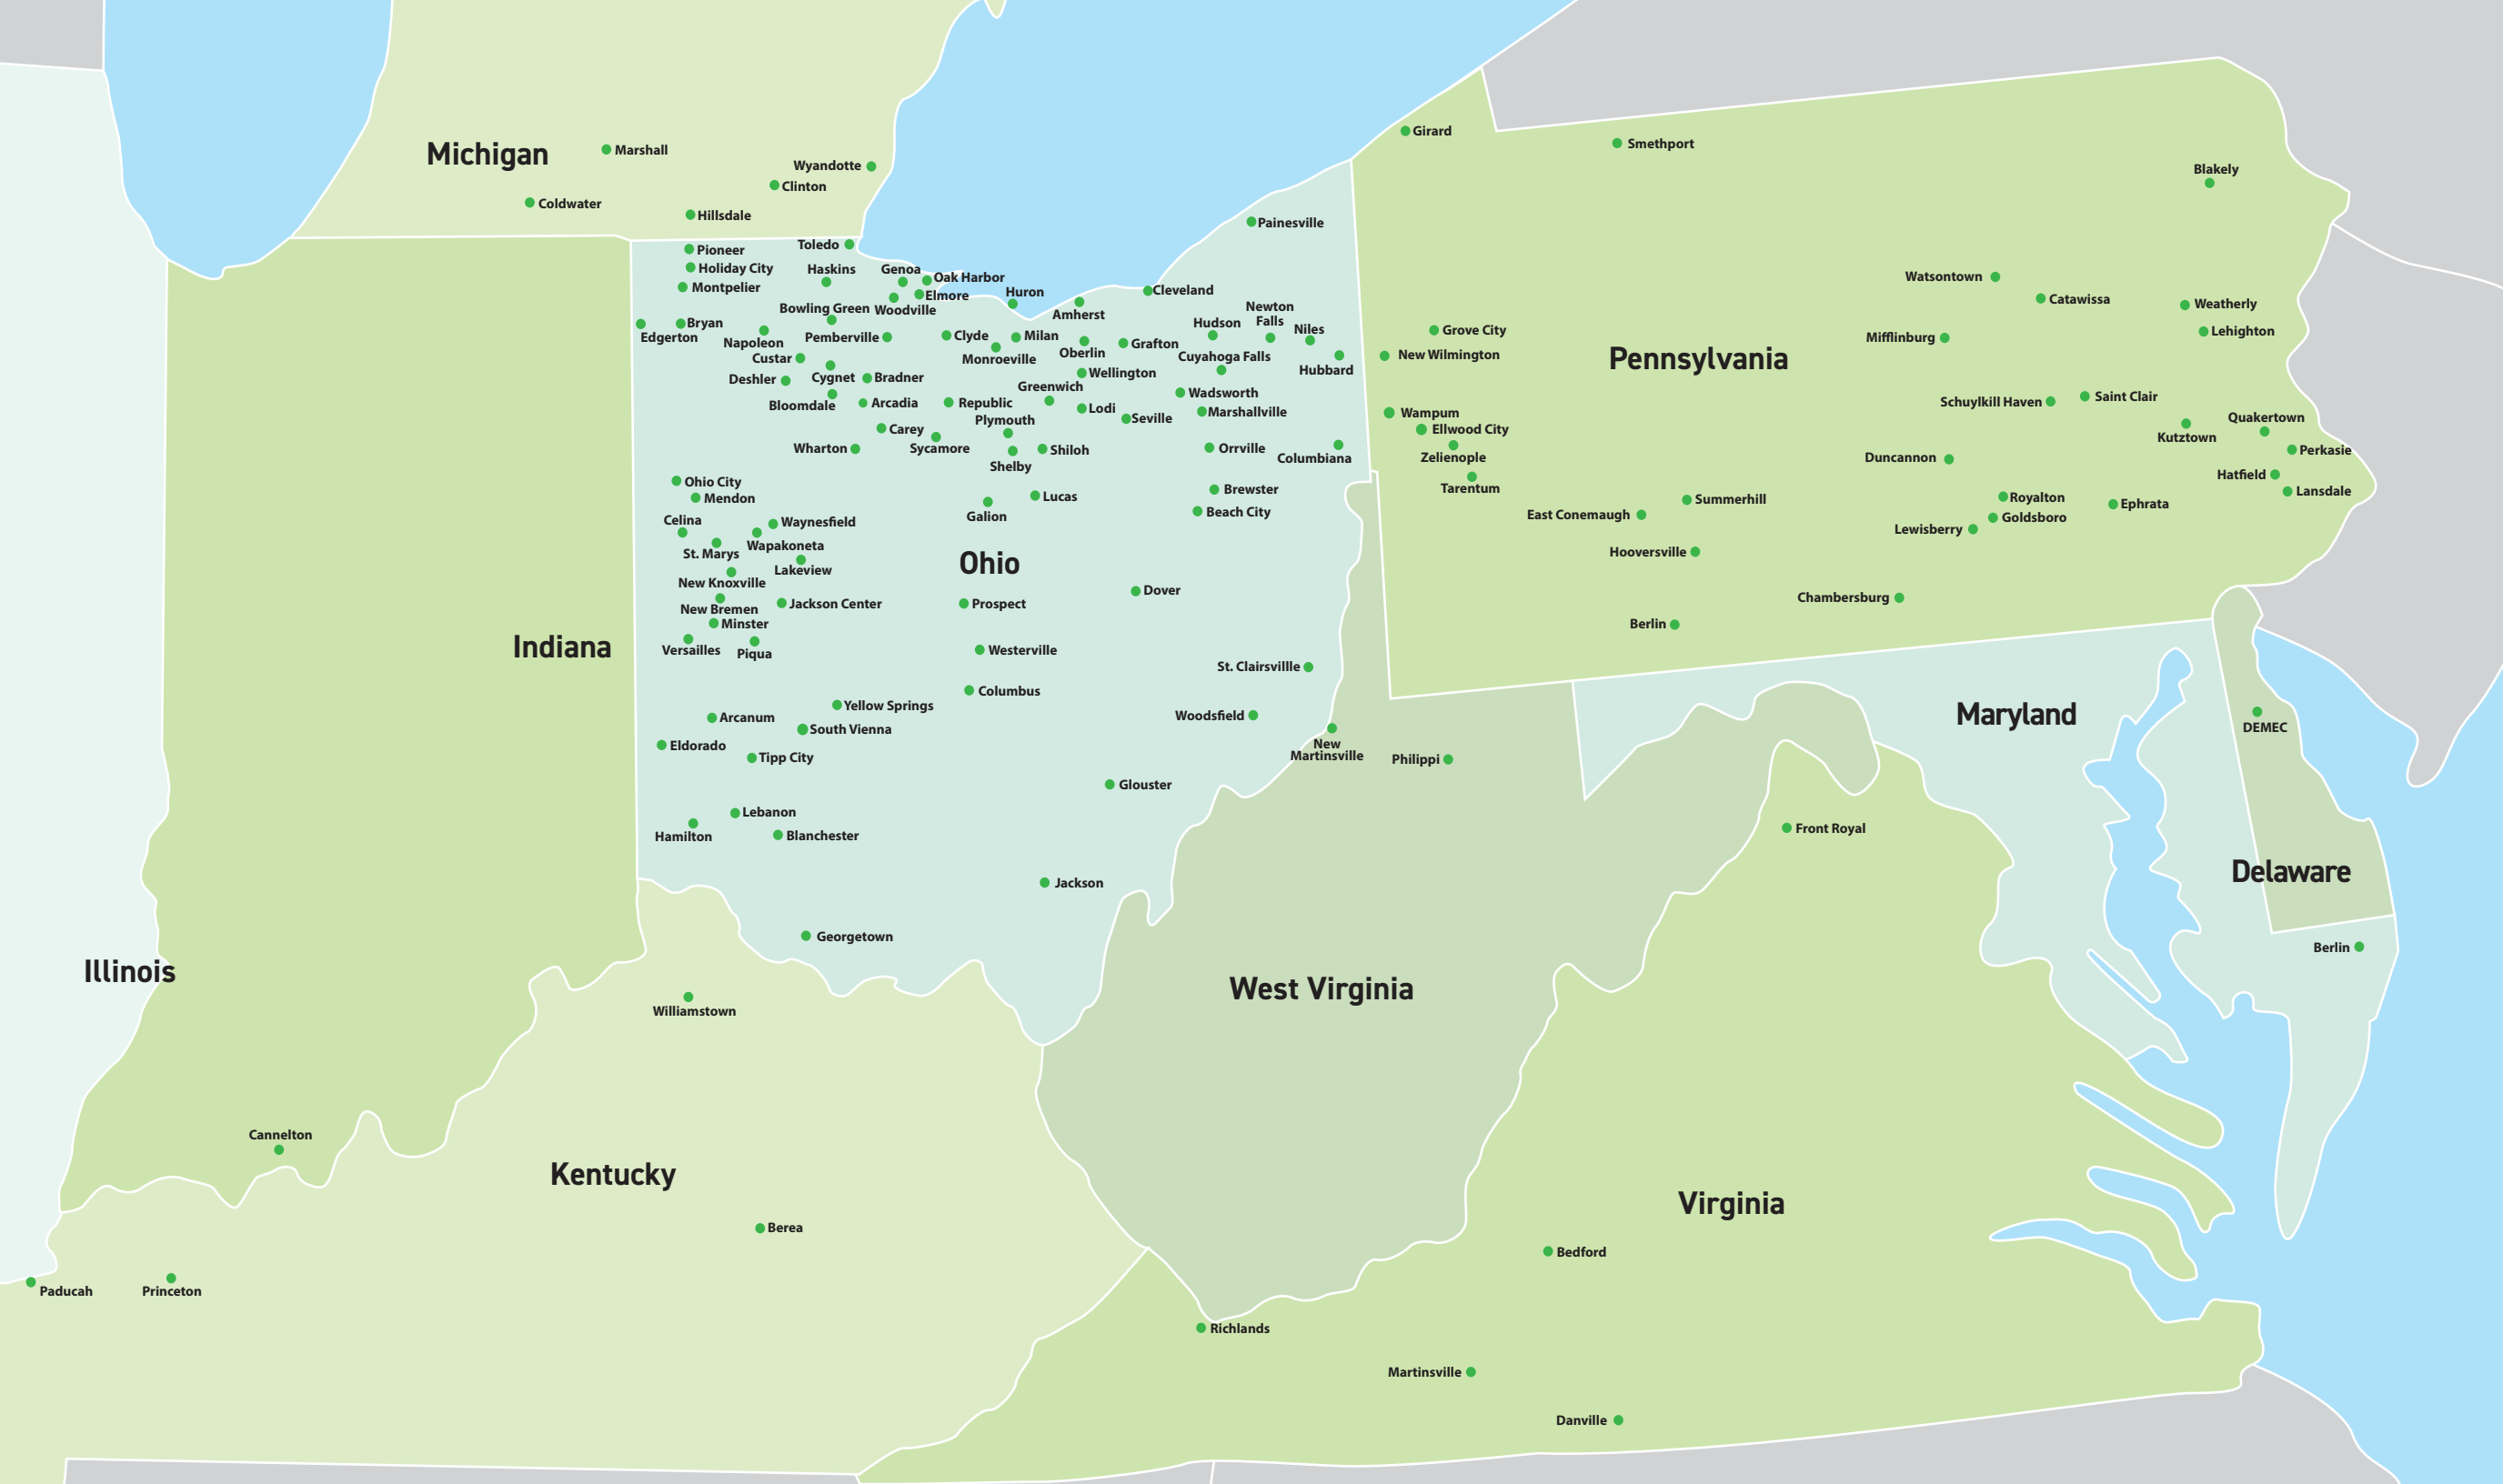 Girard
Smethport
Michigan
Marshall
Wyandotte
Blakely
Clinton
Coldwater
Hillsdale
Painesville
Pioneer
Toledo
Holiday City
Haskins
Genoa
Oak Harbor
Watsontown
Montpelier
Elmore
Huron
Cleveland
Catawissa
Weatherly
Bowling Green
Woodville
Newton
Falls
Amherst
Bryan
Hudson
Niles
Grove City
Lehighton
Edgerton
Napoleon
Pemberville
Clyde
Milan
Grafton
Mifflinburg
Custar
Monroeville
Oberlin
Cuyahoga Falls
New Wilmington
Pennsylvania
Hubbard
Deshler
Cygnet
Bradner
Wellington
Greenwich
Wadsworth
Saint Clair
Bloomdale
Arcadia
Republic
Lodi
Marshallville
Wampum
Schuylkill Haven
Plymouth
Seville
Quakertown
Carey
Ellwood City
Kutztown
Wharton
Sycamore
Shiloh
Orrville
Columbiana
Zelienople
Duncannon
Perkasie
Shelby
Hatfield
Ohio City
Mendon
Lucas
Brewster
Tarentum
Summerhill
Royalton
Lansdale
Galion
Beach City
East Conemaugh
Goldsboro
Ephrata
Celina
Waynesfield
Lewisberry
St. Marys
Wapakoneta
Hooversville
Ohio
Lakeview
New Knoxville
Dover
Chambersburg
New Bremen
Jackson Center
Prospect
Minster
Berlin
Indiana
Versailles
Piqua
Westerville
St. Clairsvillle
Columbus
Yellow Springs
Arcanum
Woodsfield
Maryland
South Vienna
DEMEC
Eldorado
New
Martinsville
Tipp City
Philippi
Glouster
Lebanon
Hamilton
Blanchester
Front Royal
Delaware
Jackson
Georgetown
Berlin
Illinois
West Virginia
Williamstown
Cannelton
Kentucky
Virginia
Berea
Bedford
Paducah
Princeton
Richlands
Martinsville
Danville